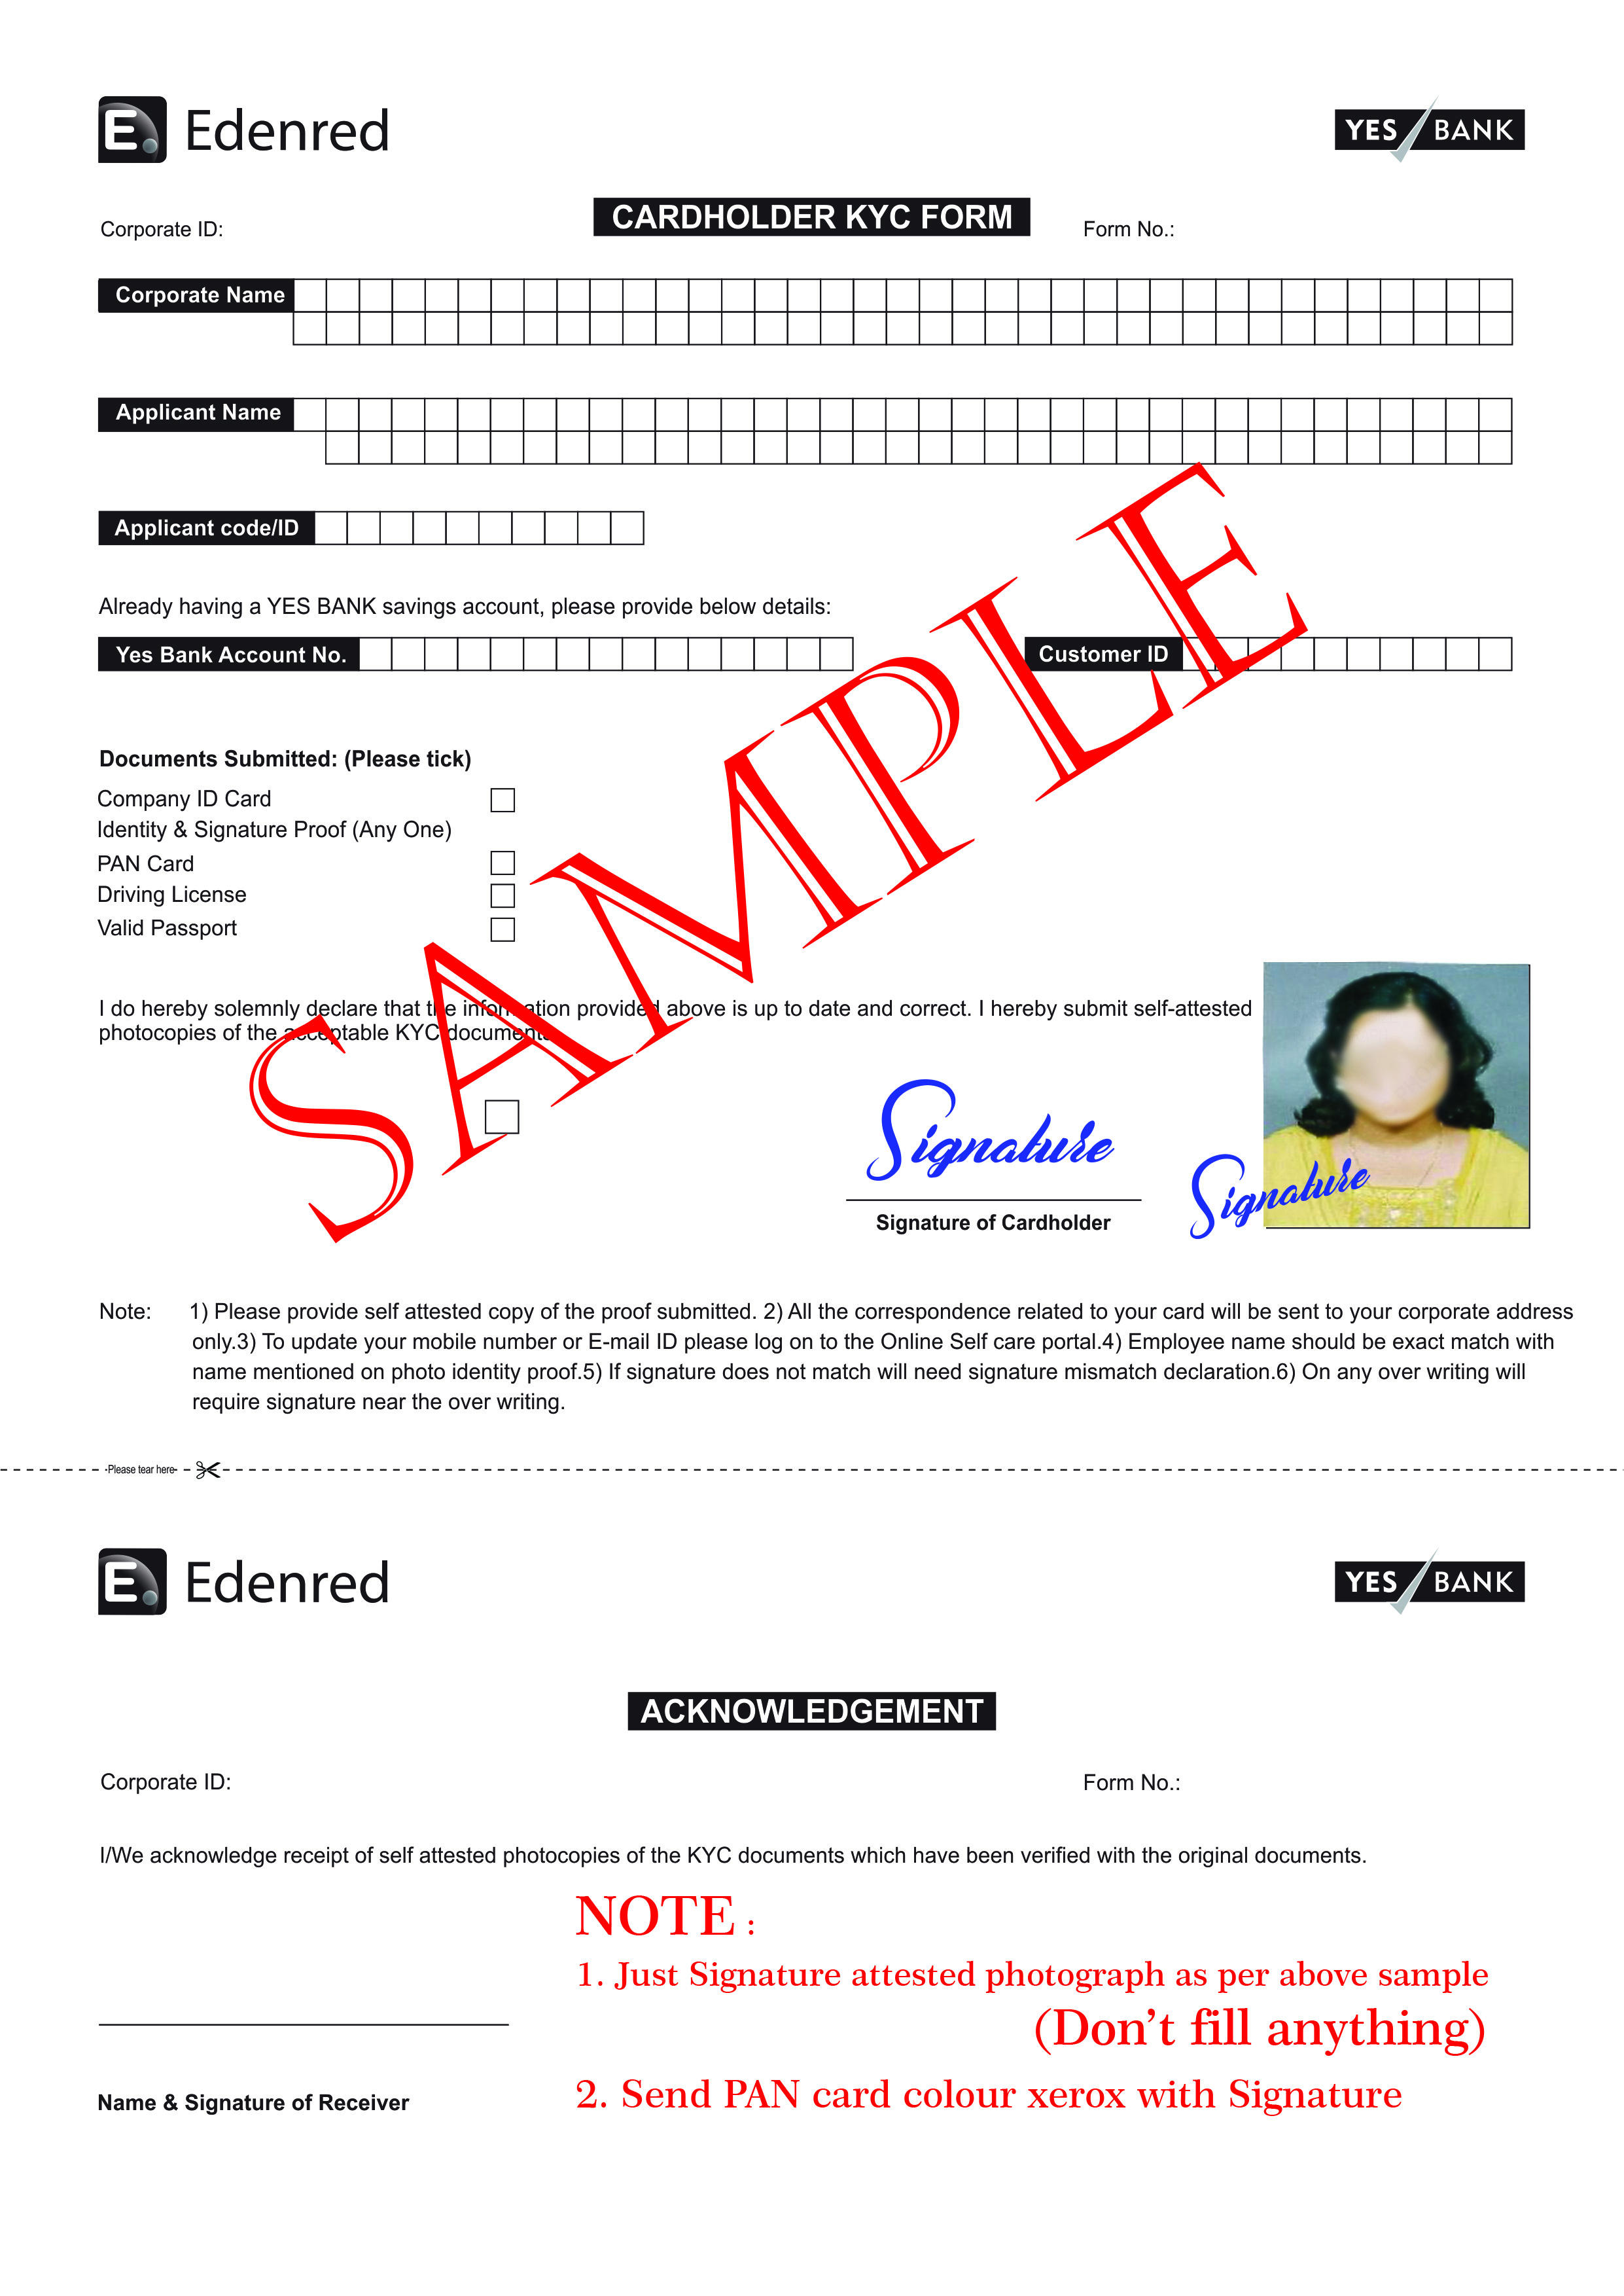 E. Edenred
YES BANK
Corporate ID:
CARDHOLDER KYC FORM
Form No.:
Corporate Name
Applicant Name
Applicant code/ID
Already having a YES BANK savings account, please provide below details:
Yes Bank Account No.
Customer ID
Documents Submitted: (Please tick)
Company ID Card
Identity & Signature Proof (Any One)
PAN Card
Driving License
Valid Passport
SAMPLE
I do hereby solemnly declare that the information provided above is up to date and correct. I hereby submit self-attested
photocopies of the acceptable KYC documents
Signature
Signature
Signature of Cardholder
Note: 1) Please provide self attested copy of the proof submitted. 2) All the correspondence related to your card will be sent to your corporate address
only.3) To update your mobile number or E-mail ID please log on to the Online Self care portal.4) Employee name should be exact match with
name mentioned on photo identity proof.5) If signature does not match will need signature mismatch declaration.6) On any over writing will
require signature near the over writing.
Please tear here
E. Edenred
YES BANK
ACKNOWLEDGEMENT
Corporate ID:
Form No.:
I/We acknowledge receipt of self attested photocopies of the KYC documents which have been verified with the original documents.
NOTE :
1. Just Signature attested photograph as per above sample
(Don't fill anything)
2. Send PAN card colour xerox with Signature
Name & Signature of Receiver